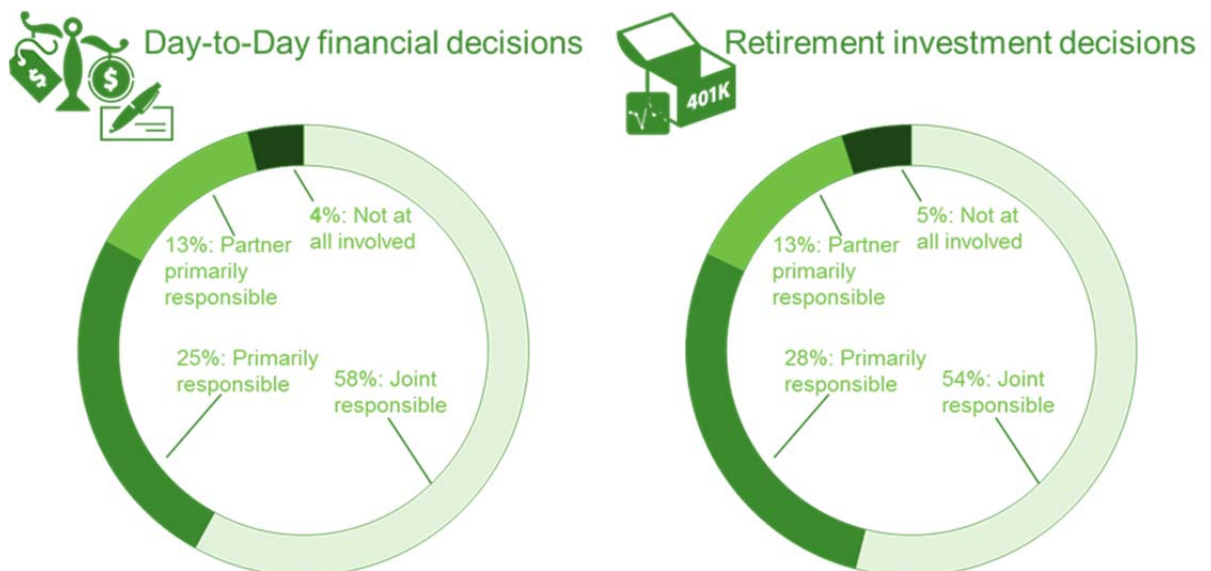 Day-to-Day financial decisions
$
$
4%: Not at
all involved
13%: Partner
primarily
responsible
25%: Primarily
responsible
58%: Joint
responsible
Retirement investment decisions
401K
5%: Not at
all involved
13%: Partner
primarily
responsible
28%: Primarily
responsible
54%: Joint
responsible